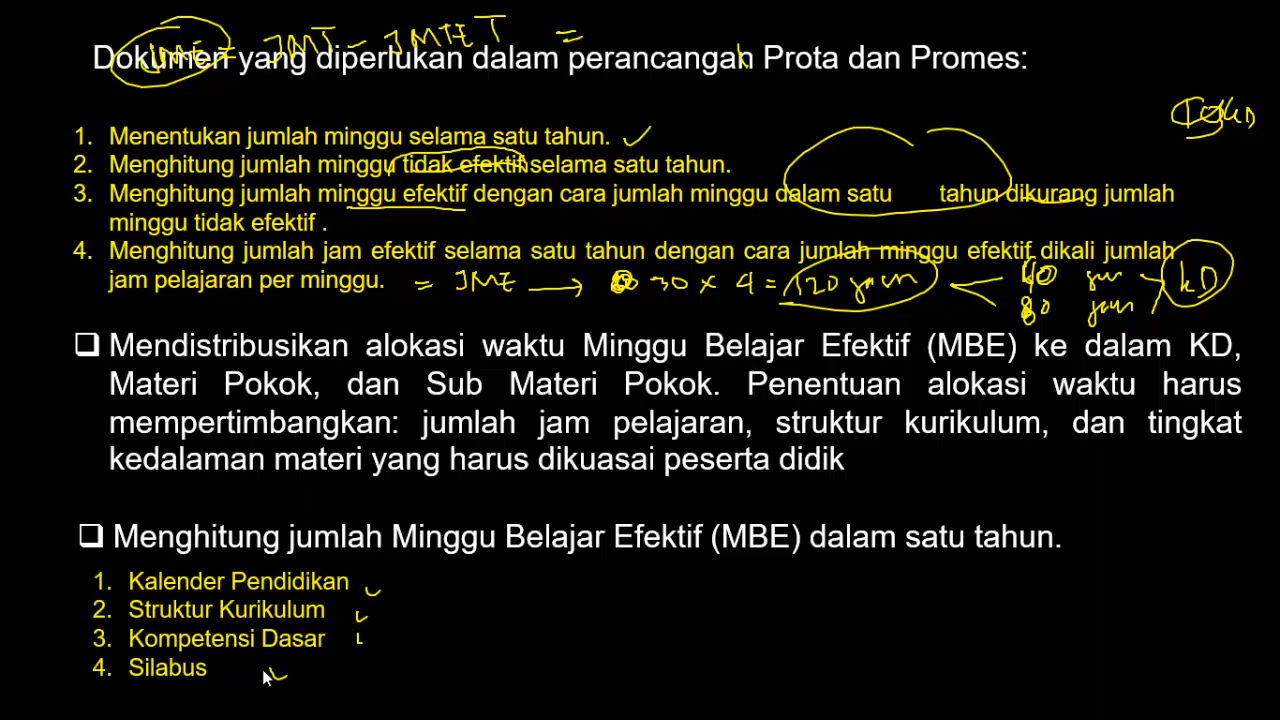 JME = JMT - JMTET =
Dokumen yang diperlukan dalam perancangan Prota dan Promes:
KD
1. Menentukan jumlah minggu selama satu tahun.
2. Menghitung jumlah minggu tidak efektif selama satu tahun.
3. Menghitung jumlah minggu efektif dengan cara jumlah minggu dalam satu tahun dikurang jumlah
minggu tidak efektif .
4. Menghitung jumlah jam efektif selama satu tahun dengan cara jumlah minggu efektif dikali jumlah
jam pelajaran per minggu. = JME → 30 x 4 = 120 jam 40 jam KD
80 jam
❑ Mendistribusikan alokasi waktu Minggu Belajar Efektif (MBE) ke dalam KD,
Materi Pokok, dan Sub Materi Pokok. Penentuan alokasi waktu harus
mempertimbangkan: jumlah jam pelajaran, struktur kurikulum, dan tingkat
kedalaman materi yang harus dikuasai peserta didik
❑ Menghitung jumlah Minggu Belajar Efektif (MBE) dalam satu tahun.
1. Kalender Pendidikan
2. Struktur Kurikulum
3. Kompetensi Dasar
4. Silabus